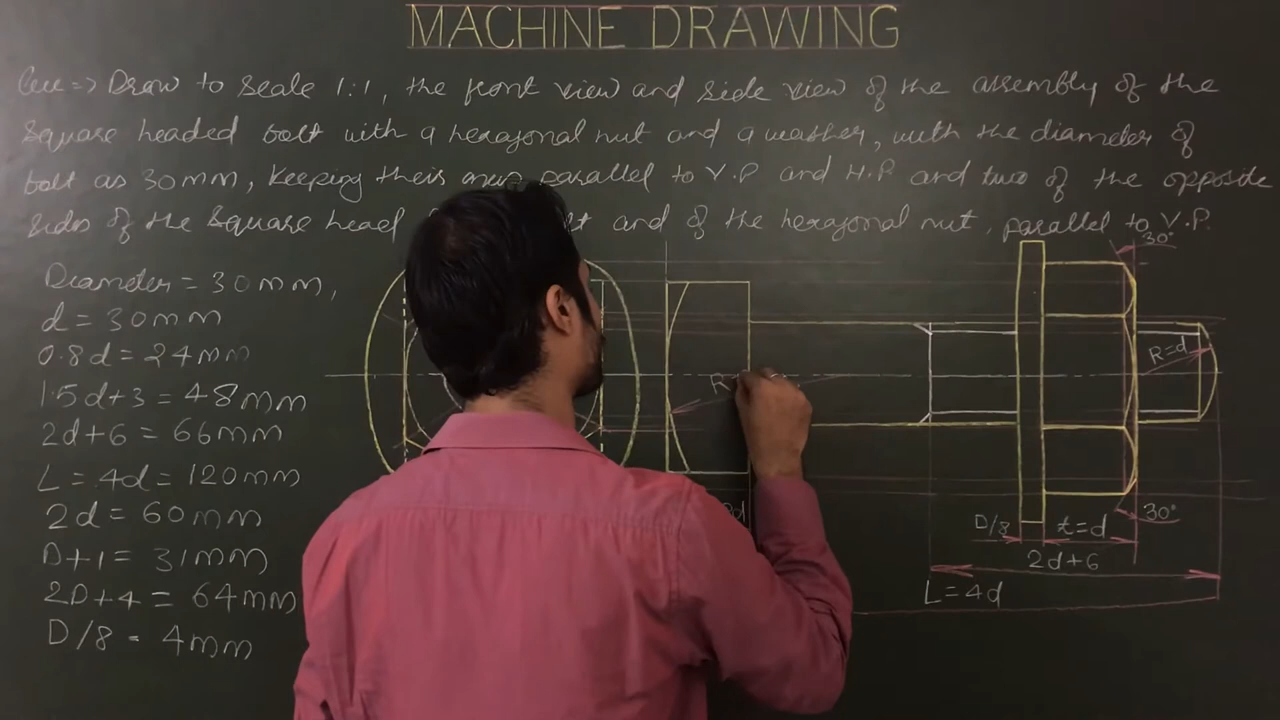 MACHINE DRAWING
Que => Draw to scale 1:1, the front view and side view of the assembly of the
square headed bolt with a hexagonal nut and a washer, with the diameter of
bolt as 30MM, Keeping their axis parallel to V.P and H.P and two of the opposite
sides of the square head and of the hexagonal nut, parallel to V.P.
30°
Diameter = 30mm,
d = 30mm
0.8d = 24mm
1.5d+3 = 48mm
2d+6 = 66mm
L = 4d = 120mm
2d = 60mm
D+1 = 31mm
2D+4 = 64mm
D/8 = 4mm
R=d
30°
D/8
t=d
2d+6
L=4d